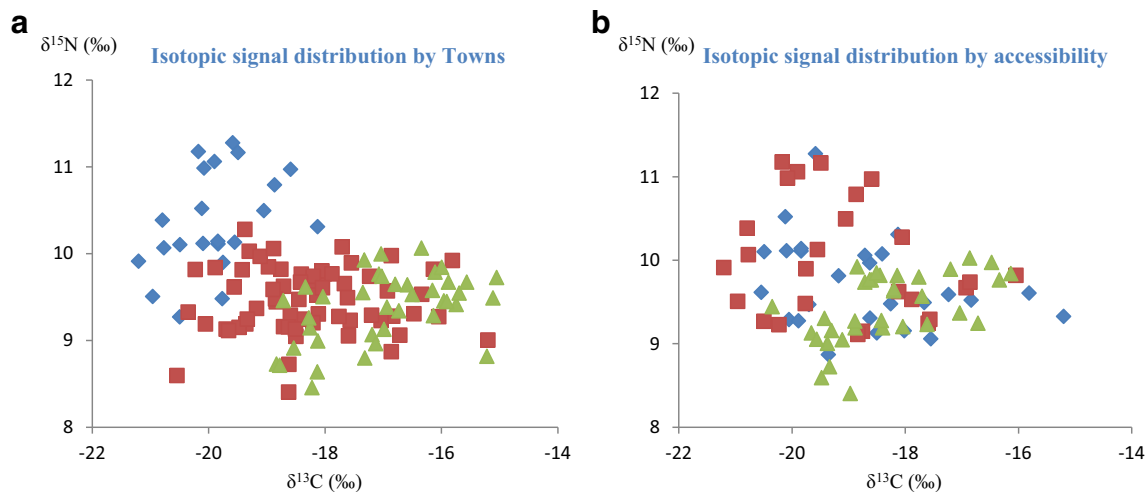 a
δ¹⁵N (‰)
Isotopic signal distribution by Towns
12
11
10
9
8
-22 -20 -18 -16 -14
δ¹³C (‰)
b
δ¹⁵N (‰)
Isotopic signal distribution by accessibility
12
11
10
9
8
-22 -20 -18 -16 -14
δ¹³C (‰)